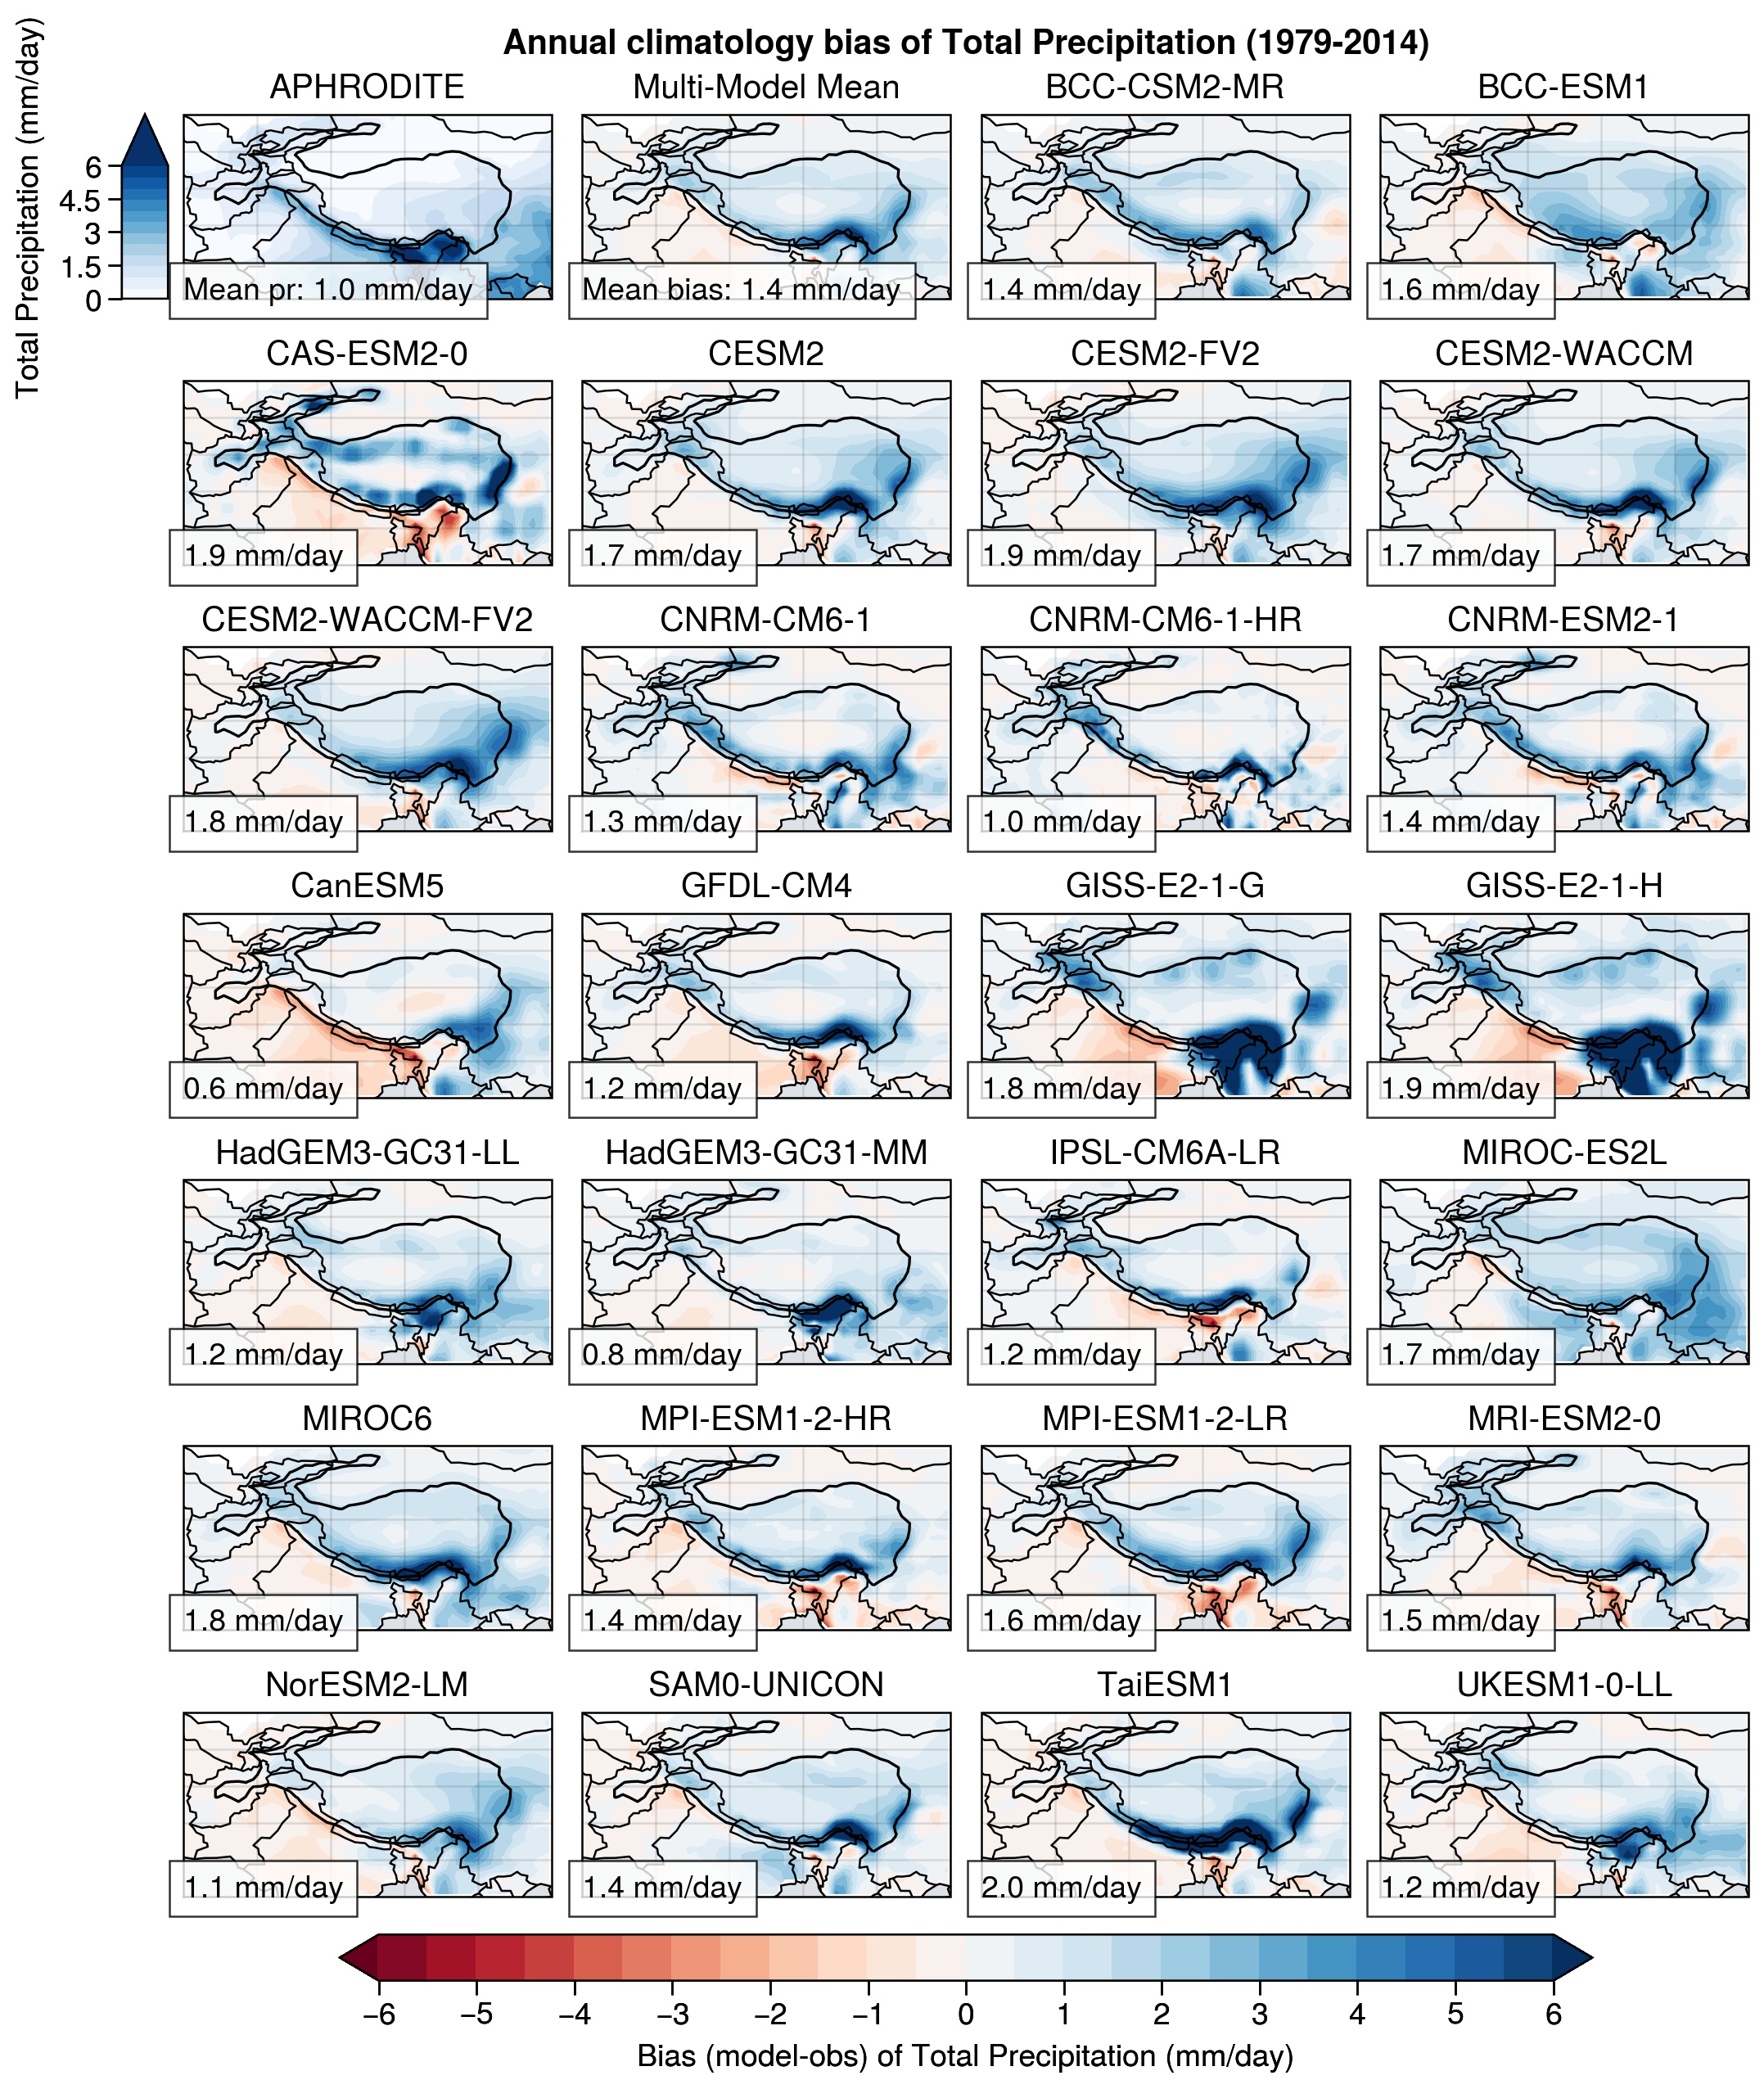 Annual climatology bias of Total Precipitation (1979-2014)
Total Precipitation (mm/day)
6
4.5
3
1.5
0
APHRODITE
Mean pr: 1.0 mm/day
Multi-Model Mean
Mean bias: 1.4 mm/day
BCC-CSM2-MR
1.4 mm/day
BCC-ESM1
1.6 mm/day
CAS-ESM2-0
1.9 mm/day
CESM2
1.7 mm/day
CESM2-FV2
1.9 mm/day
CESM2-WACCM
1.7 mm/day
CESM2-WACCM-FV2
1.8 mm/day
CNRM-CM6-1
1.3 mm/day
CNRM-CM6-1-HR
1.0 mm/day
CNRM-ESM2-1
1.4 mm/day
CanESM5
0.6 mm/day
GFDL-CM4
1.2 mm/day
GISS-E2-1-G
1.8 mm/day
GISS-E2-1-H
1.9 mm/day
HadGEM3-GC31-LL
1.2 mm/day
HadGEM3-GC31-MM
0.8 mm/day
IPSL-CM6A-LR
1.2 mm/day
MIROC-ES2L
1.7 mm/day
MIROC6
1.8 mm/day
MPI-ESM1-2-HR
1.4 mm/day
MPI-ESM1-2-LR
1.6 mm/day
MRI-ESM2-0
1.5 mm/day
NorESM2-LM
1.1 mm/day
SAM0-UNICON
1.4 mm/day
TaiESM1
2.0 mm/day
UKESM1-0-LL
1.2 mm/day
−6 −5 −4 −3 −2 −1 0 1 2 3 4 5 6
Bias (model-obs) of Total Precipitation (mm/day)